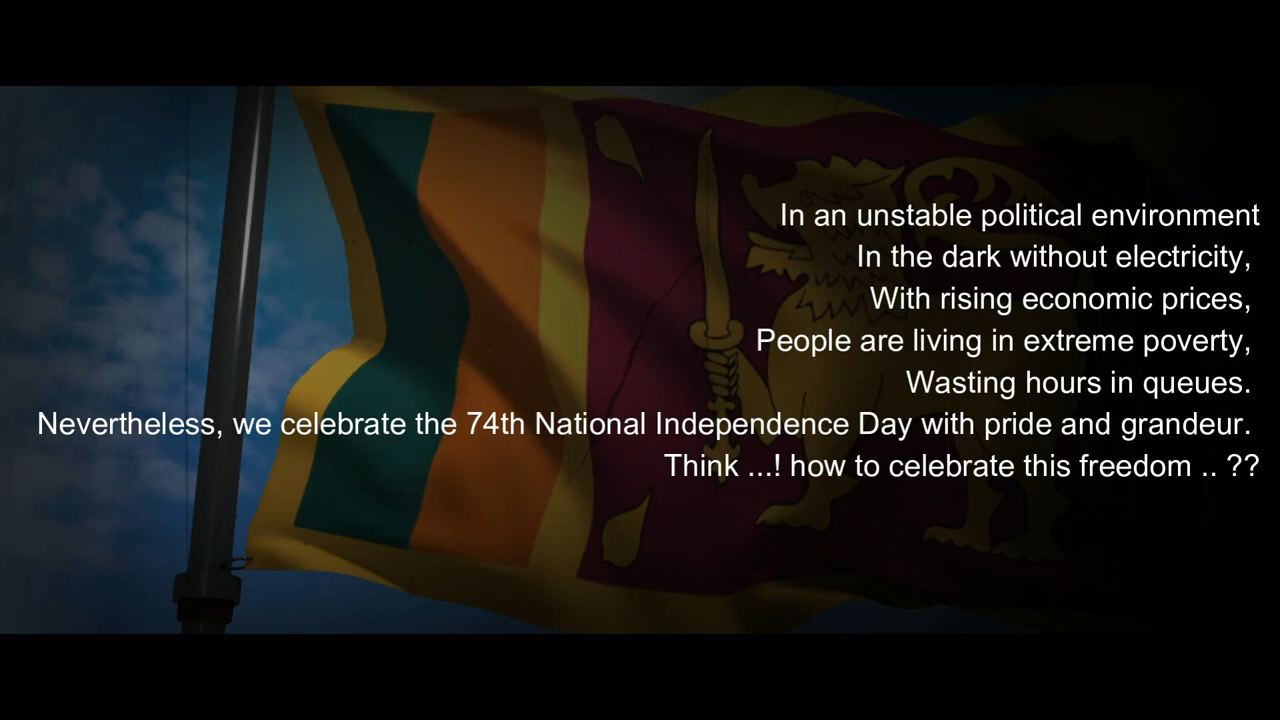 In an unstable political environment
In the dark without electricity,
With rising economic prices,
People are living in extreme poverty,
Wasting hours in queues.
Nevertheless, we celebrate the 74th National Independence Day with pride and grandeur.
Think ...! how to celebrate this freedom .. ??